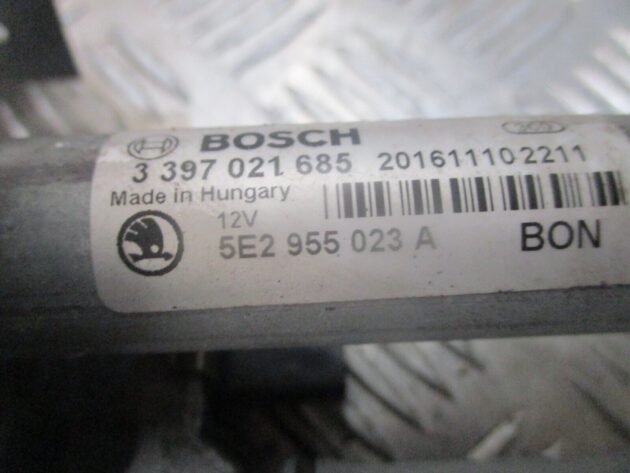 BOSCH
3 397 021 685 201611102211
Made in Hungary
12V
5E2 955 023 A BON